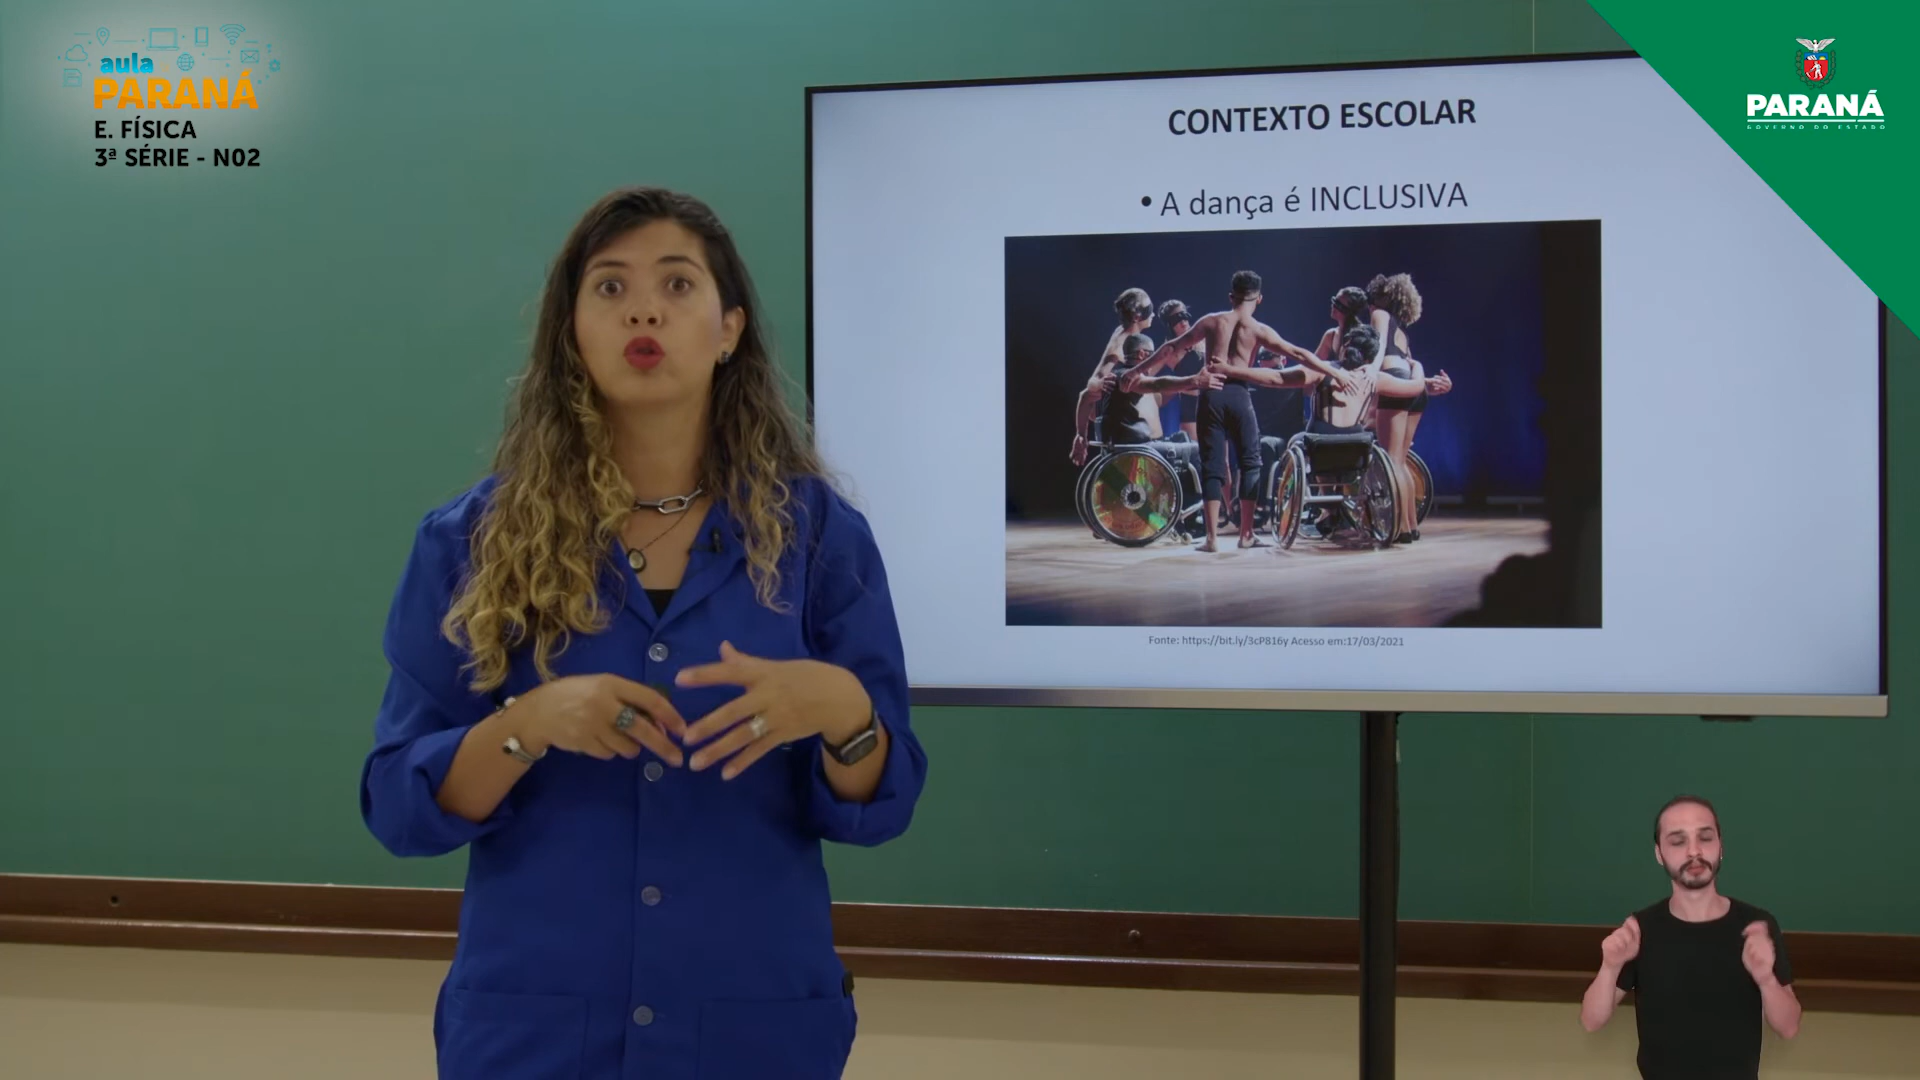 aula
PARANÁ
E. FÍSICA
3ª SÉRIE - N02
CONTEXTO ESCOLAR
• A dança é INCLUSIVA
Fonte: https://bit.ly/3cP816y Acesso em:17/03/2021
PARANÁ
GOVERNO DO ESTADO